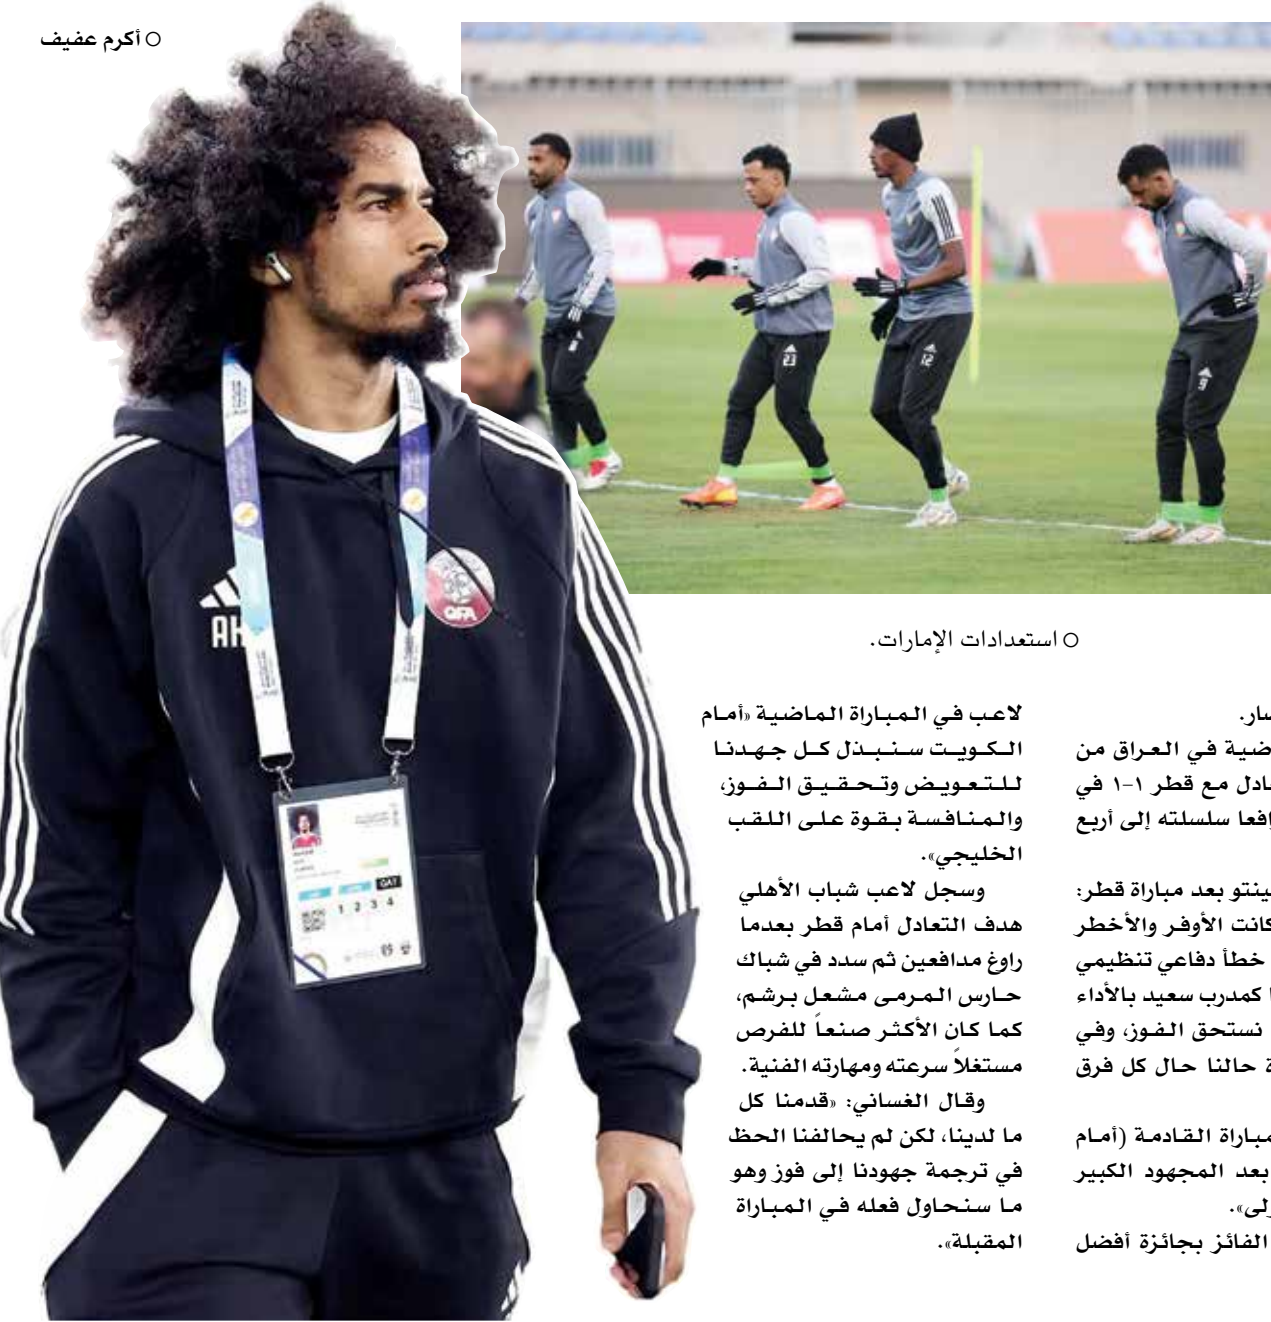 ○ أكرم عفيف
QFA
AH
QAT
1 2 3 4
23
12
9
○ استعدادات الإمارات.
ضية في العراق من
ادل مع قطر ١-١ في
افعا سلسلته إلى أربع
ينتو بعد مباراة قطر:
كانت الأوفر والأخطر
خطأ دفاعي تنظيمي
كمدرب سعيد بالأداء
نستحق الفوز، وفي
ة حالنا حال كل فرق
مباراة القادمة (أمام
بعد المجهود الكبير
ولى».
الفائز بجائزة أفضل
لاعب في المباراة الماضية «أمام
الكويت سنبذل كل جهدنا
للتعويض وتحقيق الفوز،
والمنافسة بقوة على اللقب
الخليجي».
وسجل لاعب شباب الأهلي
هدف التعادل أمام قطر بعدما
راوغ مدافعين ثم سدد في شباك
حارس المرمى مشعل برشم،
كما كان الأكثر صنعاً للفرص
مستغلاً سرعته ومهارته الفنية.
وقال الغساني: «قدمنا كل
ما لدينا، لكن لم يحالفنا الحظ
في ترجمة جهودنا إلى فوز وهو
ما سنحاول فعله في المباراة
المقبلة».